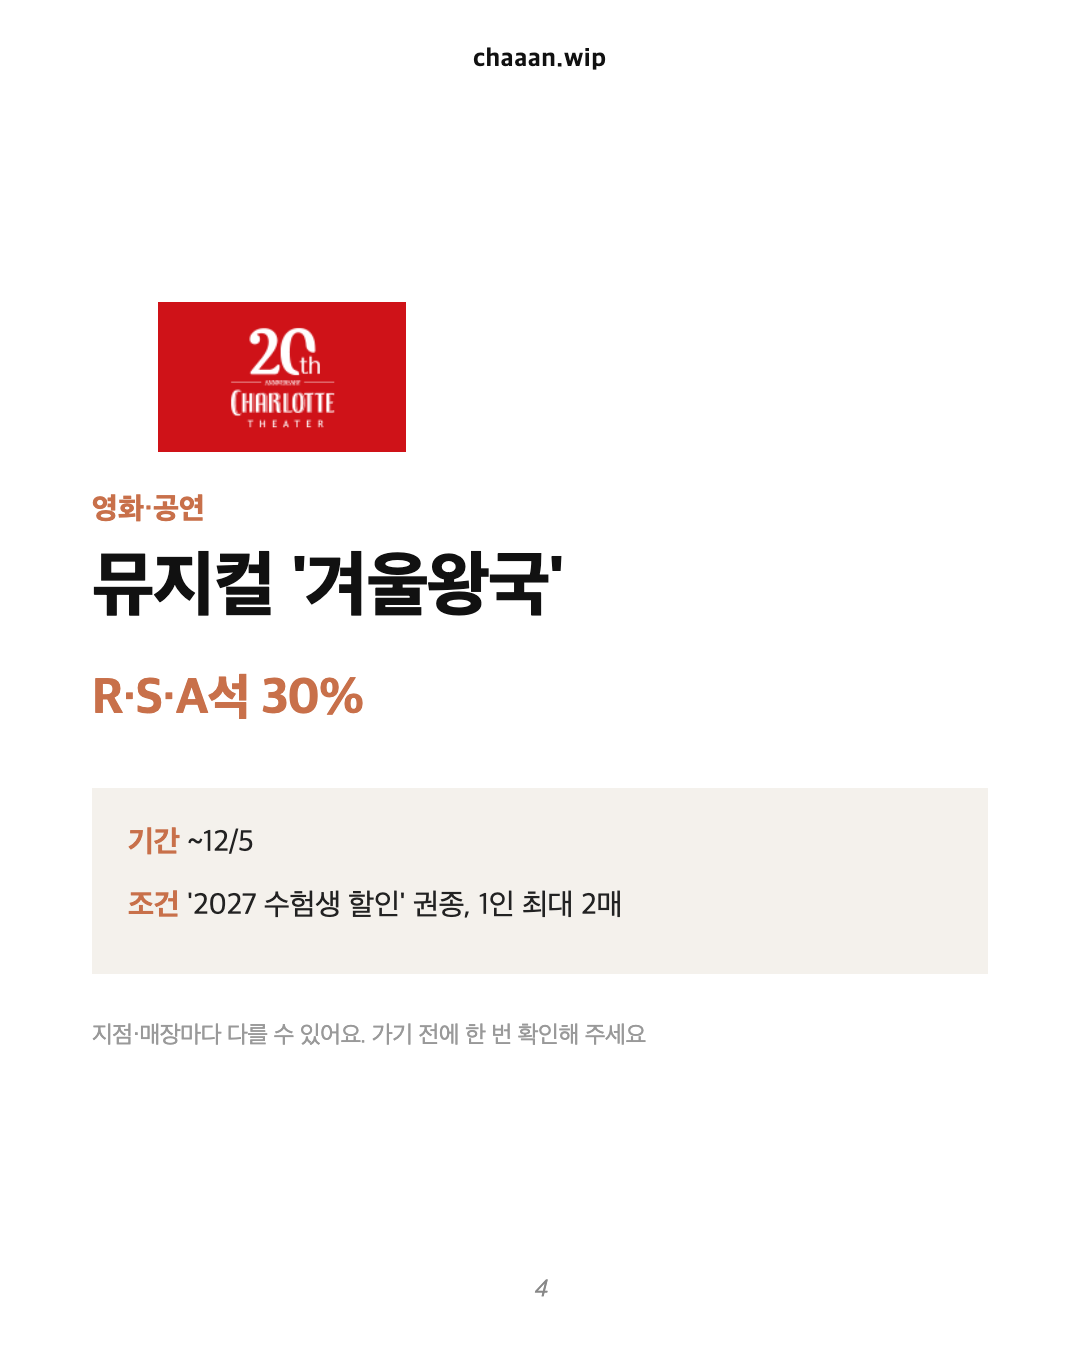 chaaan.wip
20th
ANNIVERSARY
CHARLOTTE
THEATER
영화·공연
뮤지컬 '겨울왕국'
R·S·A석 30%
기간 ~12/5
조건 '2027 수험생 할인' 권종, 1인 최대 2매
지점·매장마다 다를 수 있어요. 가기 전에 한 번 확인해 주세요
4